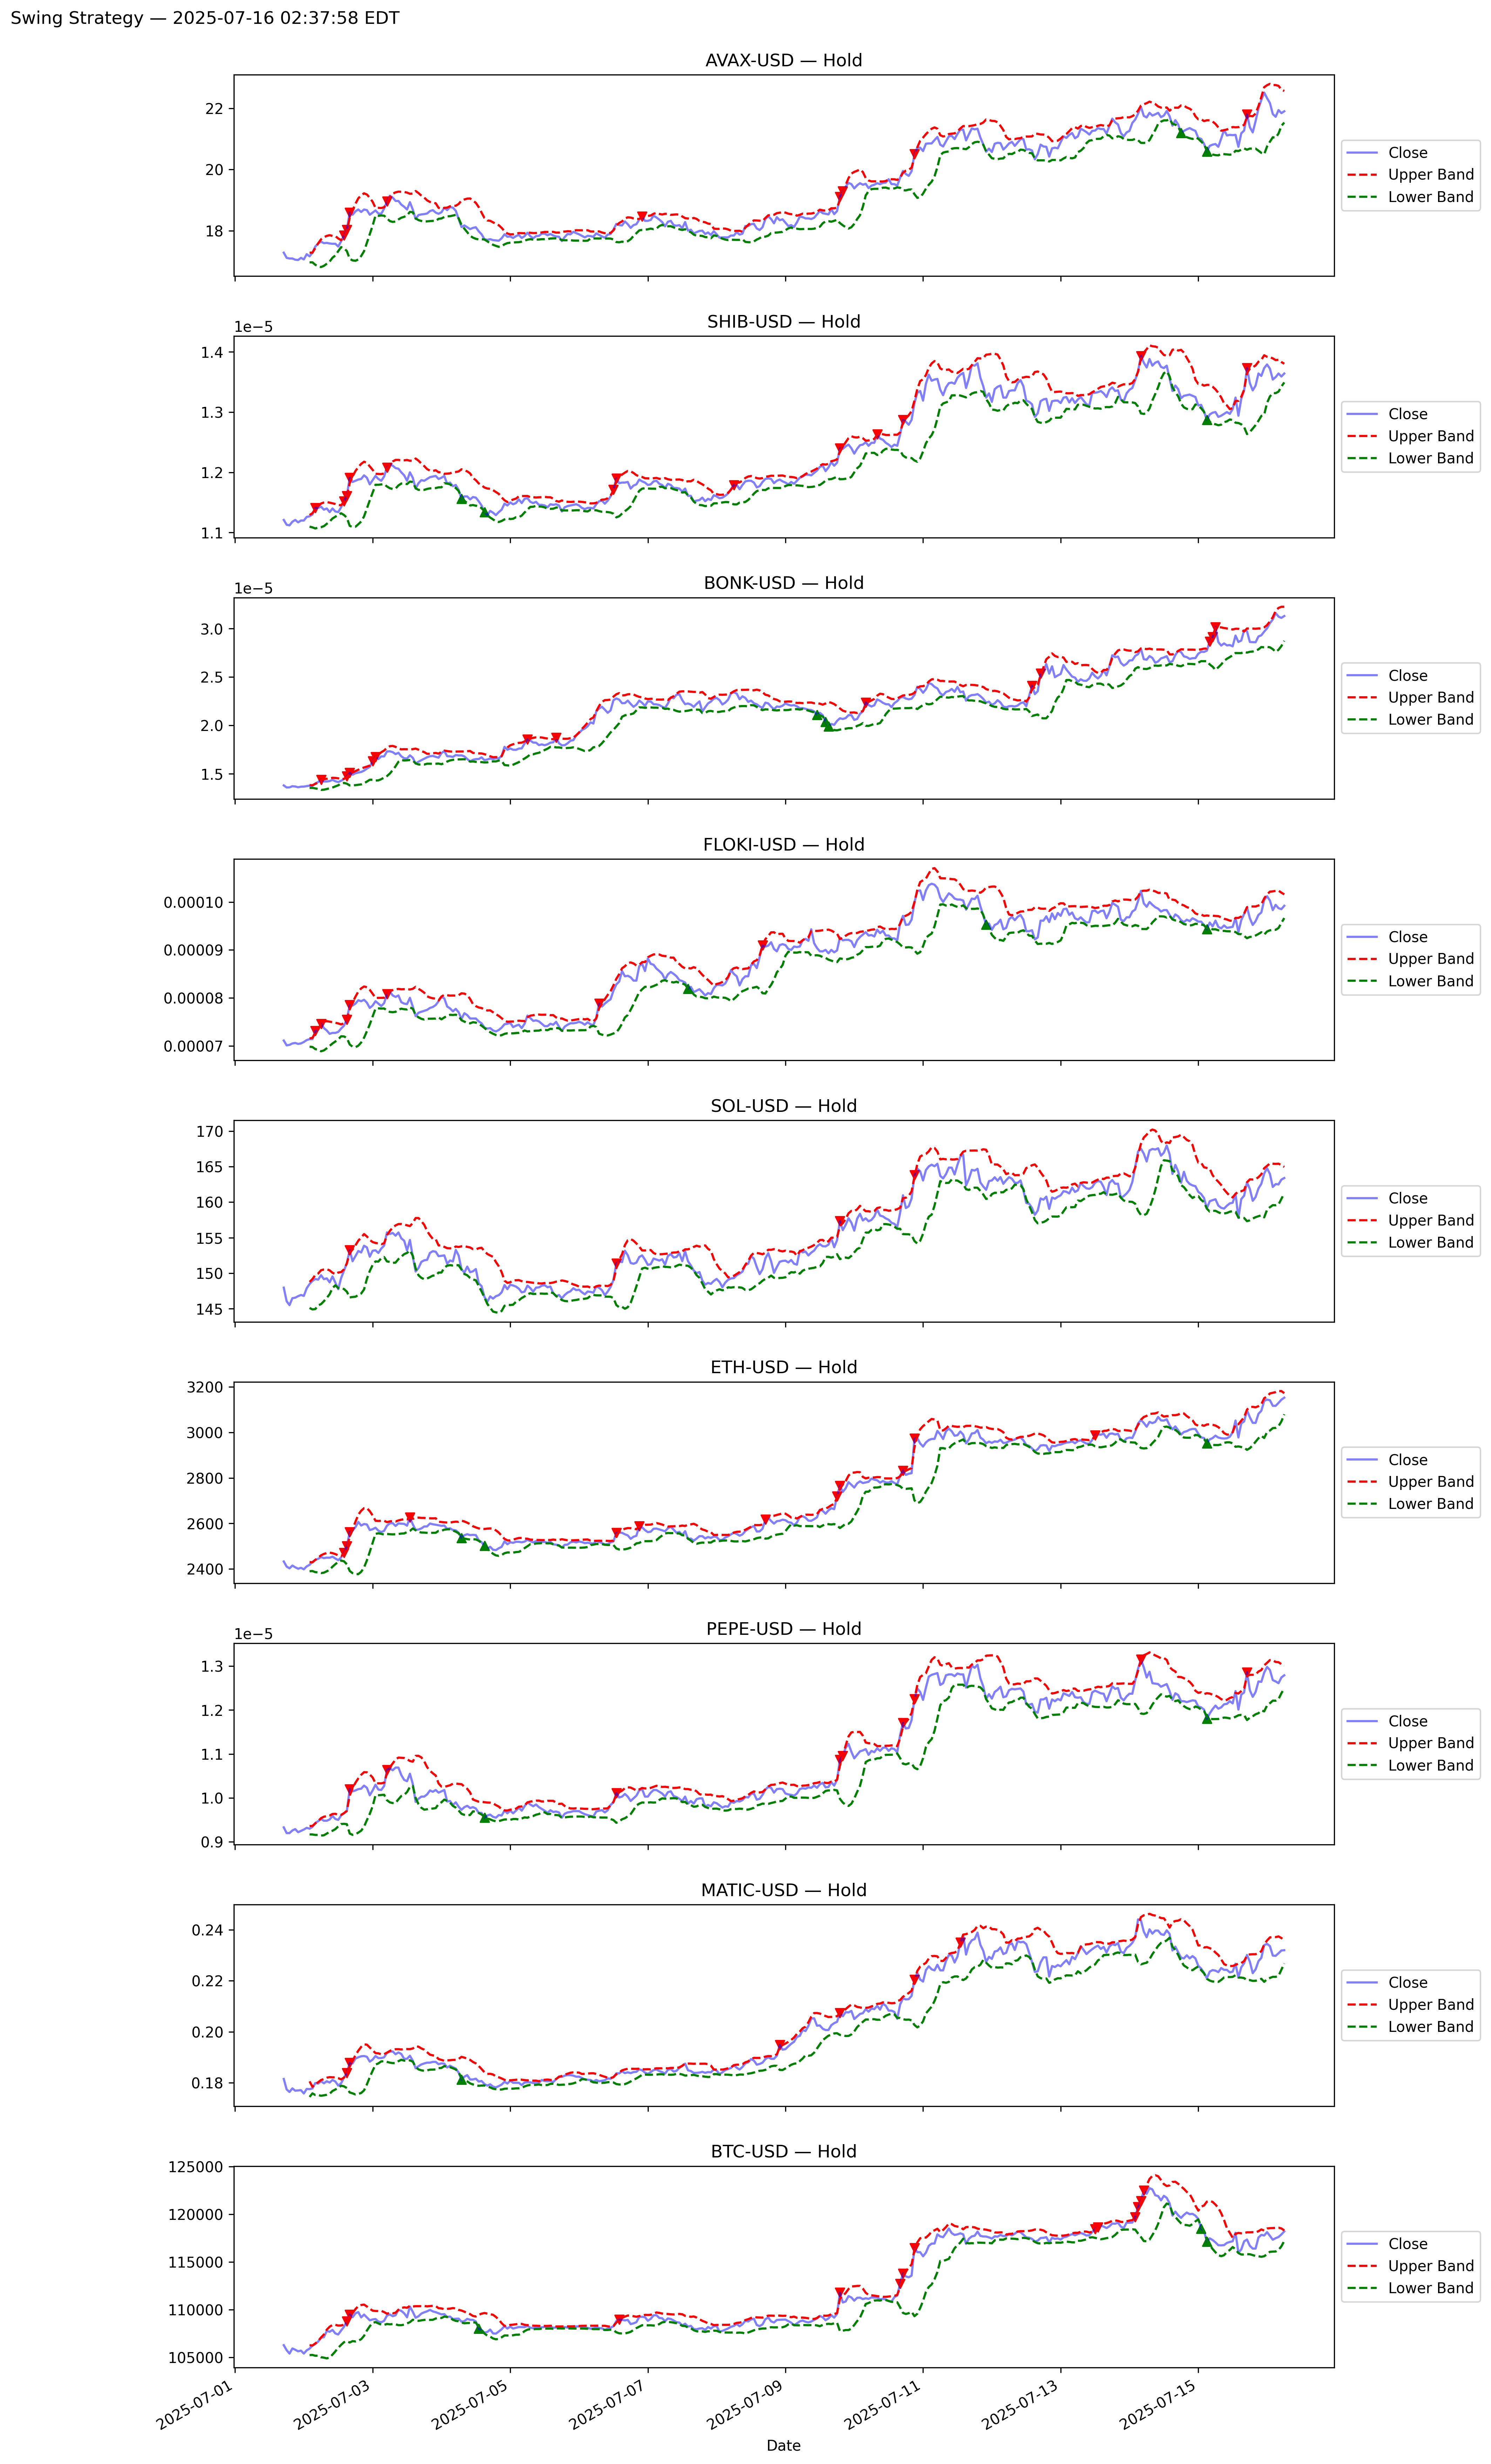 Swing Strategy — 2025-07-16 02:37:58 EDT
AVAX-USD — Hold
22
20
18
Close
Upper Band
Lower Band
SHIB-USD — Hold
1e−5
1.4
1.3
1.2
1.1
Close
Upper Band
Lower Band
BONK-USD — Hold
1e−5
3.0
2.5
2.0
1.5
Close
Upper Band
Lower Band
FLOKI-USD — Hold
0.00010
0.00009
0.00008
0.00007
Close
Upper Band
Lower Band
SOL-USD — Hold
170
165
160
155
150
145
Close
Upper Band
Lower Band
ETH-USD — Hold
3200
3000
2800
2600
2400
Close
Upper Band
Lower Band
PEPE-USD — Hold
1e−5
1.3
1.2
1.1
1.0
0.9
Close
Upper Band
Lower Band
MATIC-USD — Hold
0.24
0.22
0.20
0.18
Close
Upper Band
Lower Band
BTC-USD — Hold
125000
120000
115000
110000
105000
Close
Upper Band
Lower Band
2025-07-01
2025-07-03
2025-07-05
2025-07-07
2025-07-09
2025-07-11
2025-07-13
2025-07-15
Date